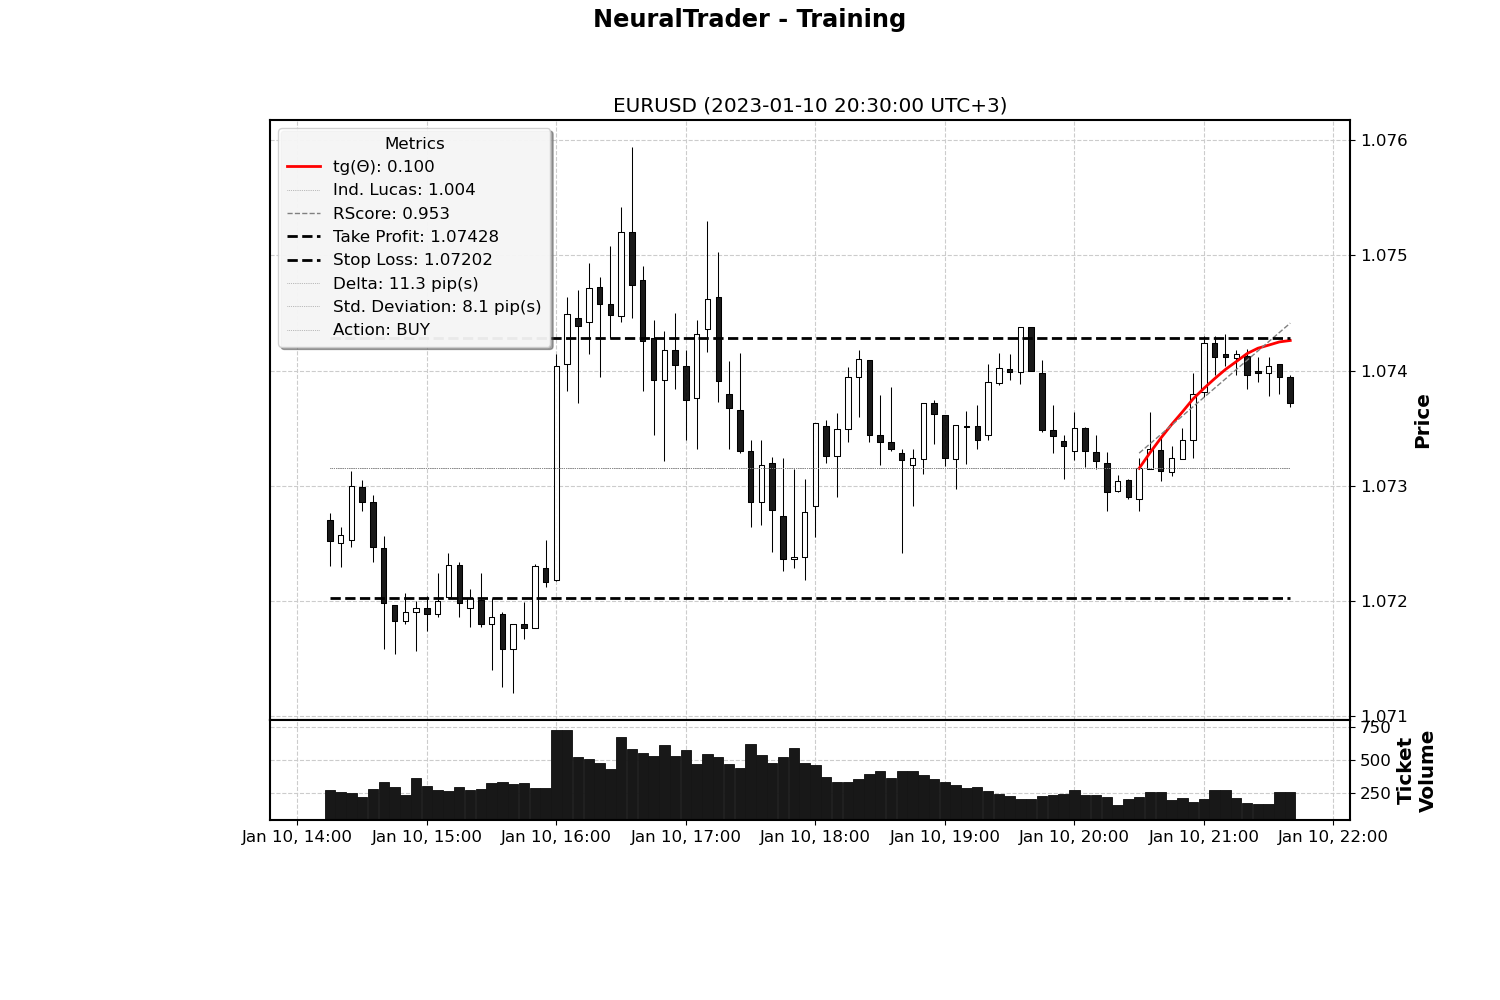 NeuralTrader - Training
EURUSD (2023-01-10 20:30:00 UTC+3)
Metrics
tg(Θ): 0.100
Ind. Lucas: 1.004
RScore: 0.953
Take Profit: 1.07428
Stop Loss: 1.07202
Delta: 11.3 pip(s)
Std. Deviation: 8.1 pip(s)
Action: BUY
1.076
1.075
1.074
1.073
1.072
1.071
Price
750
500
250
Ticket
Volume
Jan 10, 14:00
Jan 10, 15:00
Jan 10, 16:00
Jan 10, 17:00
Jan 10, 18:00
Jan 10, 19:00
Jan 10, 20:00
Jan 10, 21:00
Jan 10, 22:00